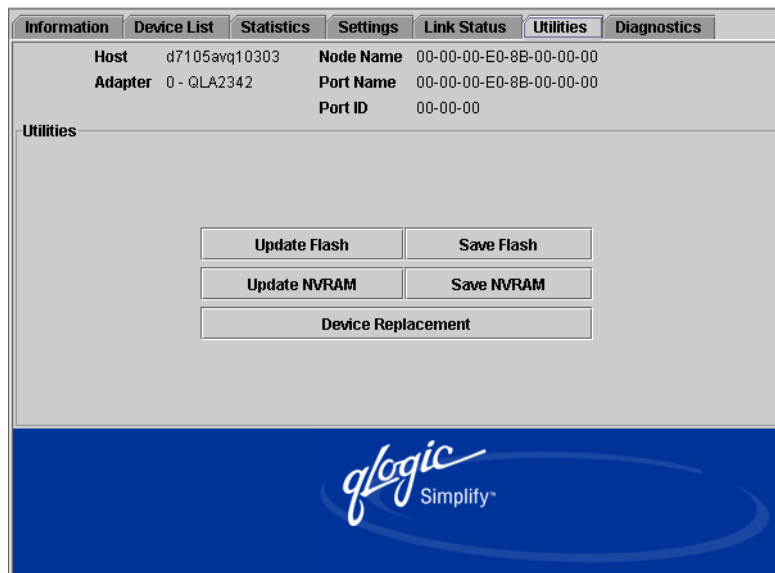 Information Device List Statistics Settings Link Status Utilities Diagnostics
Host d7105avq10303 Node Name 00-00-00-E0-8B-00-00-00
Adapter 0 - QLA2342 Port Name 00-00-00-E0-8B-00-00-00
Port ID 00-00-00
Utilities
Update Flash Save Flash
Update NVRAM Save NVRAM
Device Replacement
qlogic
Simplify™